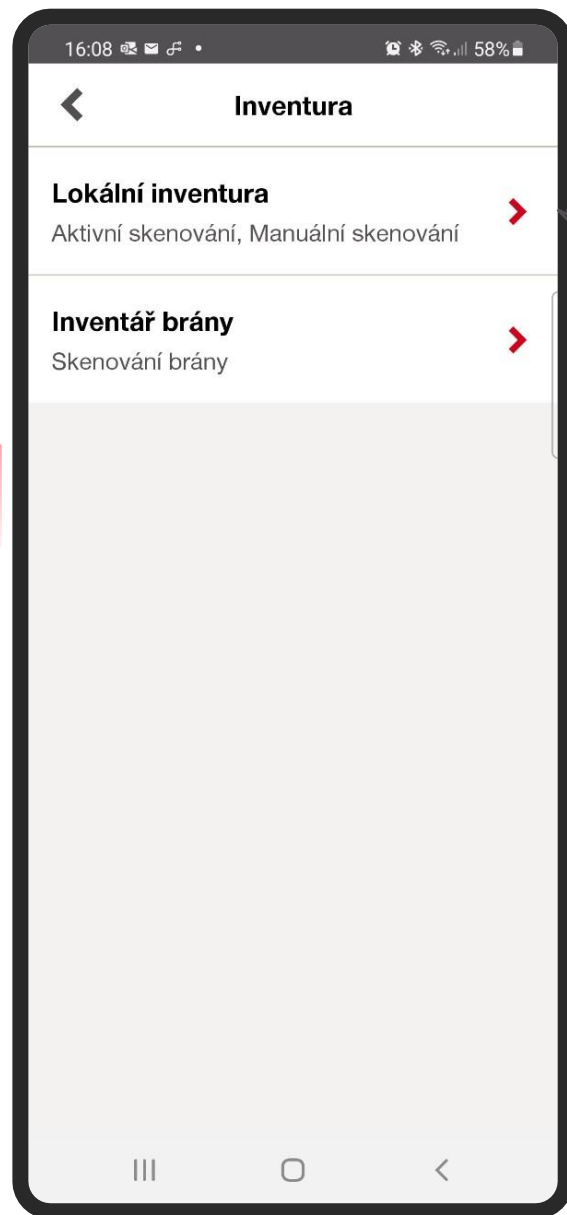 16:08
58%
Inventura
Lokální inventura
Aktivní skenování, Manuální skenování
Inventář brány
Skenování brány